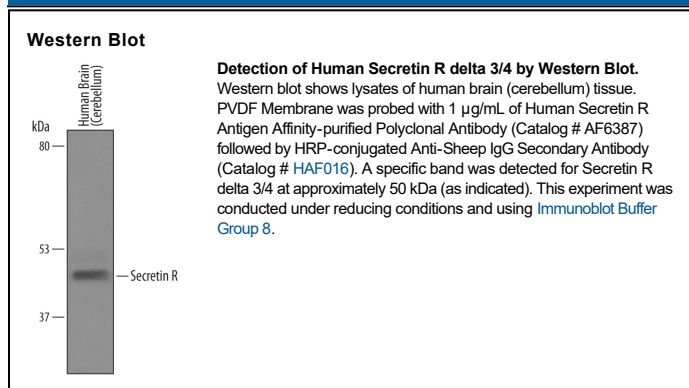 Western Blot
Human Brain
(Cerebellum)
kDa
80
53
Secretin R
37
Detection of Human Secretin R delta 3/4 by Western Blot.
Western blot shows lysates of human brain (cerebellum) tissue.
PVDF Membrane was probed with 1 µg/mL of Human Secretin R
Antigen Affinity-purified Polyclonal Antibody (Catalog # AF6387)
followed by HRP-conjugated Anti-Sheep IgG Secondary Antibody
(Catalog # HAF016). A specific band was detected for Secretin R
delta 3/4 at approximately 50 kDa (as indicated). This experiment was
conducted under reducing conditions and using Immunoblot Buffer
Group 8.